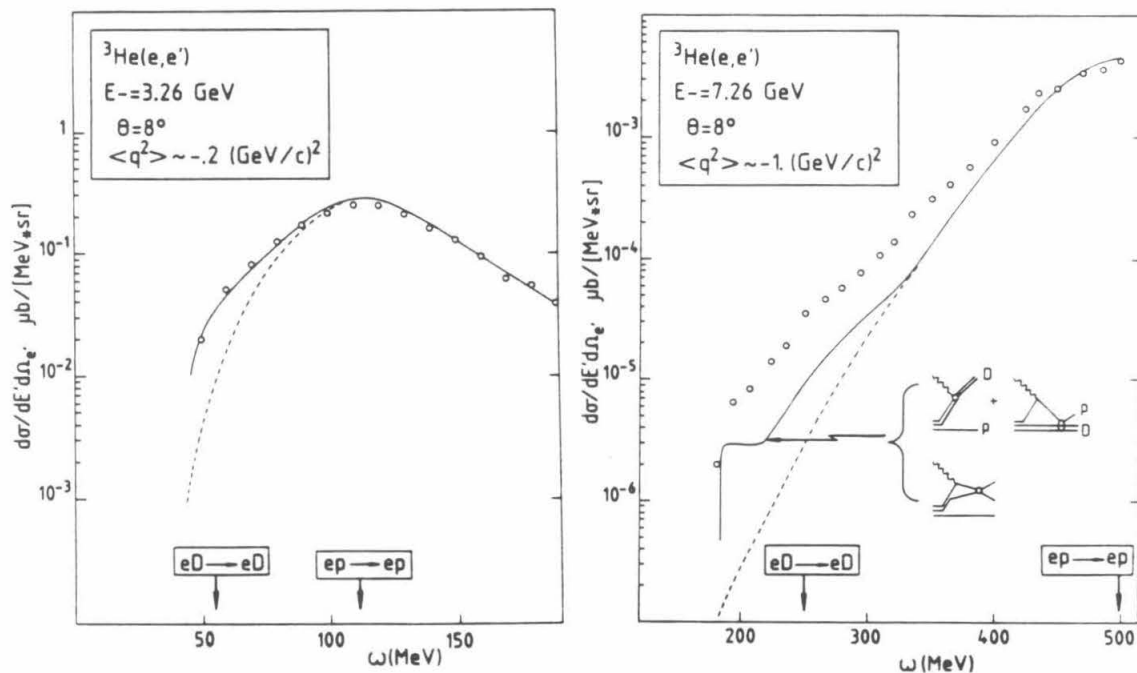 ³He(e,e')
E-=3.26 GeV
θ=8°
<q²>~-.2 (GeV/c)²
dσ/dE'dΩe' μb/[MeV*sr]
1
10⁻¹
10⁻²
10⁻³
eD→eD
ep→ep
50
100
150
ω(MeV)
³He(e,e')
E-=7.26 GeV
θ=8°
<q²>~-1. (GeV/c)²
dσ/dE'dΩe' μb/[MeV*sr]
10⁻³
10⁻⁴
10⁻⁵
10⁻⁶
D
+
p
p
D
eD→eD
ep→ep
200
300
400
500
ω(MeV)